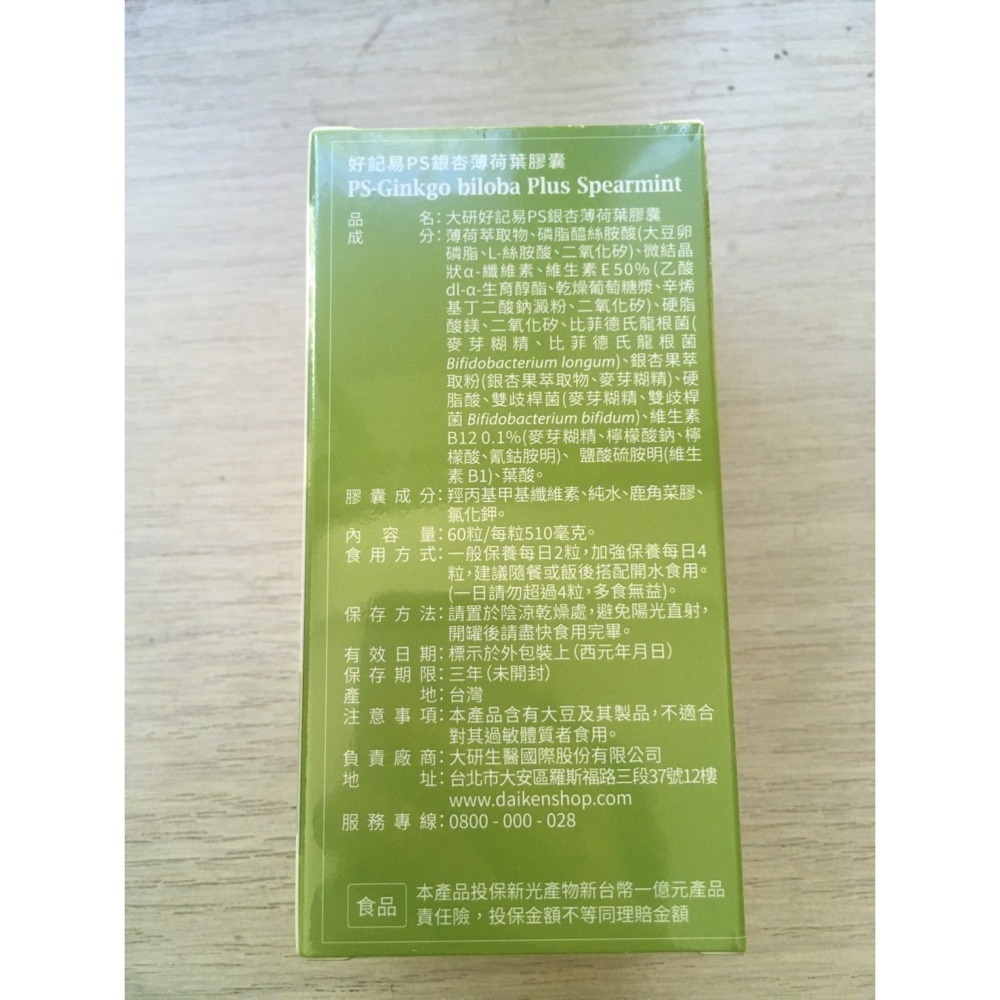 好記易PS銀杏薄荷葉膠囊
PS-Ginkgo biloba Plus Spearmint
品名：大研好記易PS銀杏薄荷葉膠囊
成分：薄荷萃取物、磷脂醯絲胺酸(大豆卵
磷脂、L-絲胺酸、二氧化矽)、微結晶
狀α-纖維素、維生素E50%(乙酸
dl-α-生育醇酯、乾燥葡萄糖漿、辛烯
基丁二酸鈉澱粉、二氧化矽)、硬脂
酸鎂、二氧化矽、比菲德氏龍根菌(
麥芽糊精、比菲德氏龍根菌
Bifidobacterium longum)、銀杏果萃
取粉(銀杏果萃取物、麥芽糊精)、硬
脂酸、雙歧桿菌(麥芽糊精、雙歧桿
菌 Bifidobacterium bifidum)、維生素
B12 0.1%(麥芽糊精、檸檬酸鈉、檸
檬酸、氰鈷胺明)、鹽酸硫胺明(維生
素 B1)、葉酸。
膠囊成分：羥丙基甲基纖維素、純水、鹿角菜膠、
氯化鉀。
內容量：60粒/每粒510毫克。
食用方式：一般保養每日2粒，加強保養每日4
粒，建議隨餐或飯後搭配開水食用。
(一日請勿超過4粒，多食無益)。
保存方法：請置於陰涼乾燥處，避免陽光直射，
開罐後請盡快食用完畢。
有效日期：標示於外包裝上(西元年月日)
保存期限：三年(未開封)
產地：台灣
注意事項：本產品含有大豆及其製品，不適合
對其過敏體質者食用。
負責廠商：大研生醫國際股份有限公司
地址：台北市大安區羅斯福路三段37號12樓
www.daikenshop.com
服務專線：0800 - 000 - 028
食品
本產品投保新光產物新台幣一億元產品
責任險，投保金額不等同理賠金額